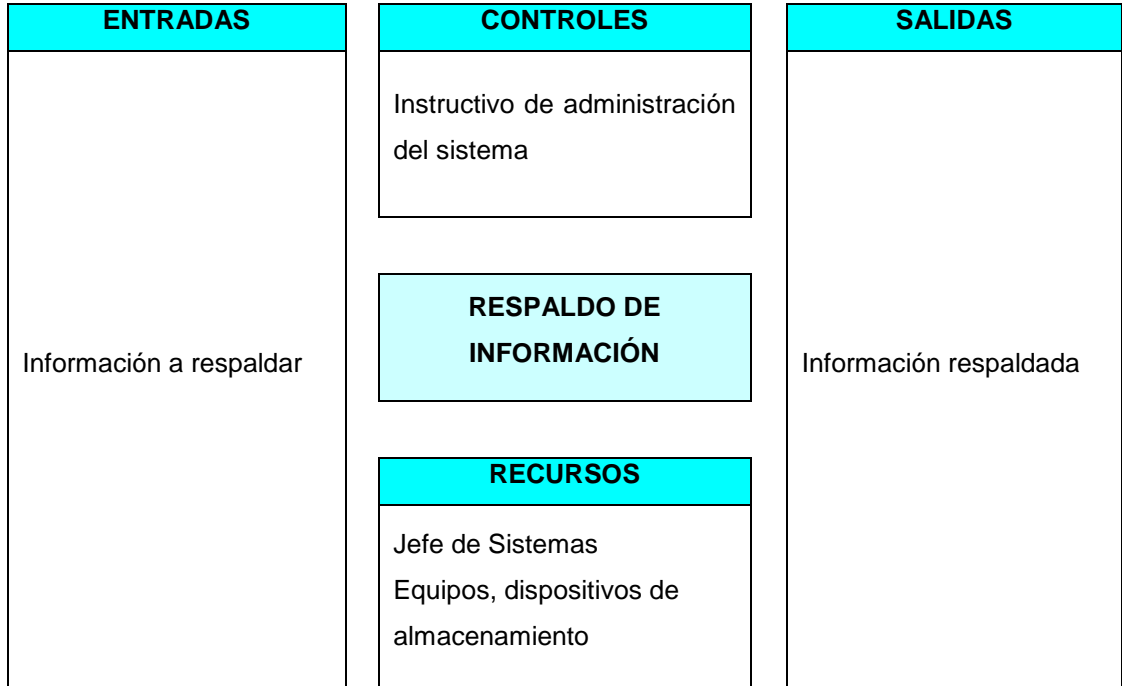 ENTRADAS
Información a respaldar
CONTROLES
Instructivo de administración
del sistema
RESPALDO DE
INFORMACIÓN
RECURSOS
Jefe de Sistemas
Equipos, dispositivos de
almacenamiento
SALIDAS
Información respaldada